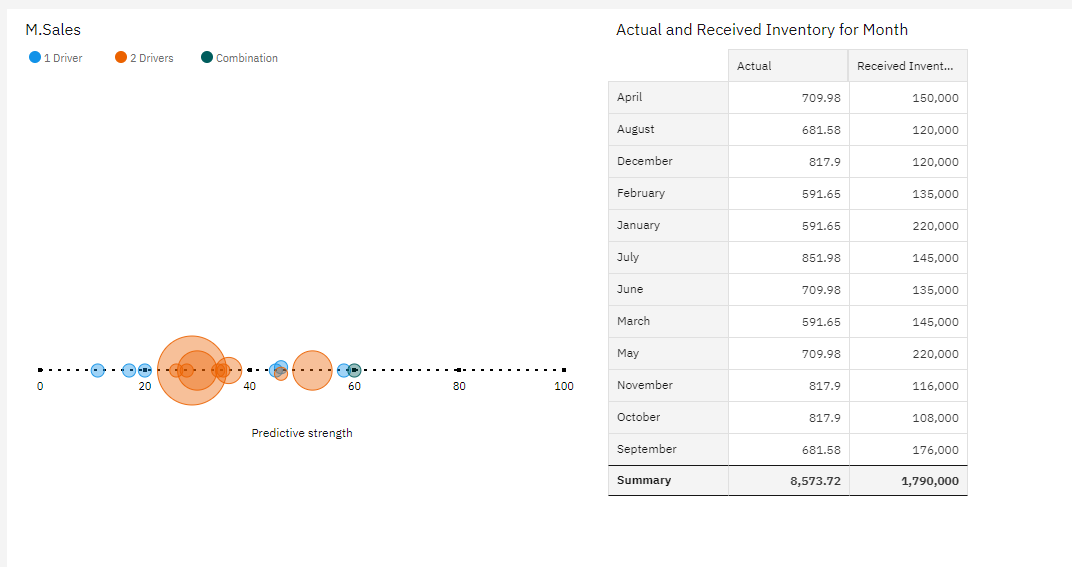 M.Sales
1 Driver 2 Drivers Combination
0 20 40 60 80 100
Predictive strength
Actual and Received Inventory for Month
Actual Received Invent...
April 709.98 150,000
August 681.58 120,000
December 817.9 120,000
February 591.65 135,000
January 591.65 220,000
July 851.98 145,000
June 709.98 135,000
March 591.65 145,000
May 709.98 220,000
November 817.9 116,000
October 817.9 108,000
September 681.58 176,000
Summary 8,573.72 1,790,000